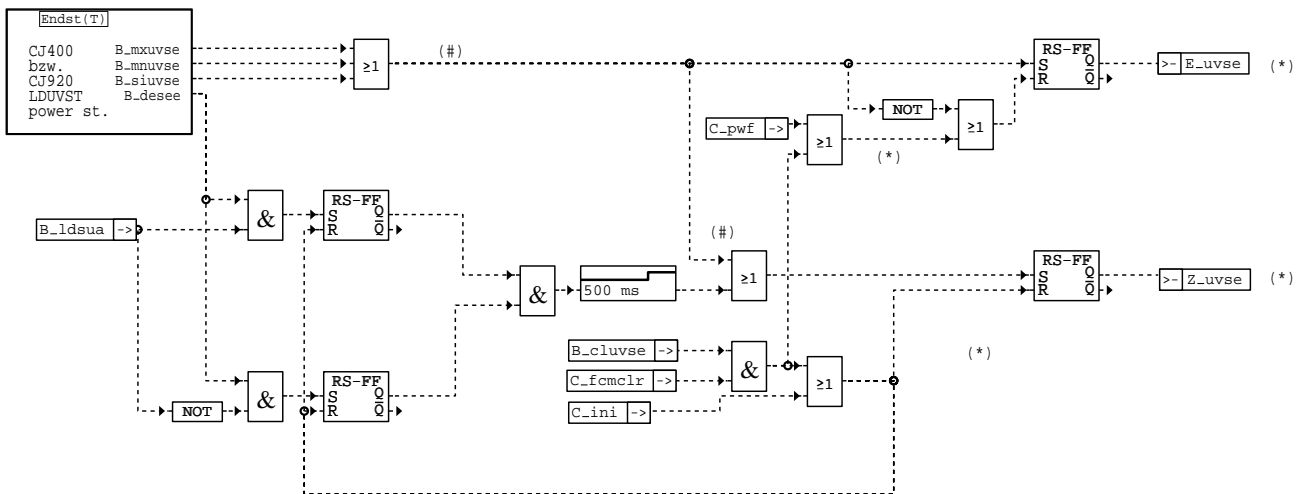 Endst(T)
CJ400 B_mxuvse
bzw. B_mnuvse
CJ920 B_siuvse
LDUVST B_desee
power st.
≥1
(#)
RS-FF
S Q
R Q̅
>- E_uvse
(*)
NOT
≥1
C_pwf ->
≥1
(*)
B_ldsua ->
&
RS-FF
S Q
R Q̅
&
500 ms
(#)
≥1
RS-FF
S Q
R Q̅
>- Z_uvse
(*)
B_cluvse ->
C_fcmclr ->
&
C_ini ->
≥1
(*)
NOT
&
RS-FF
S Q
R Q̅